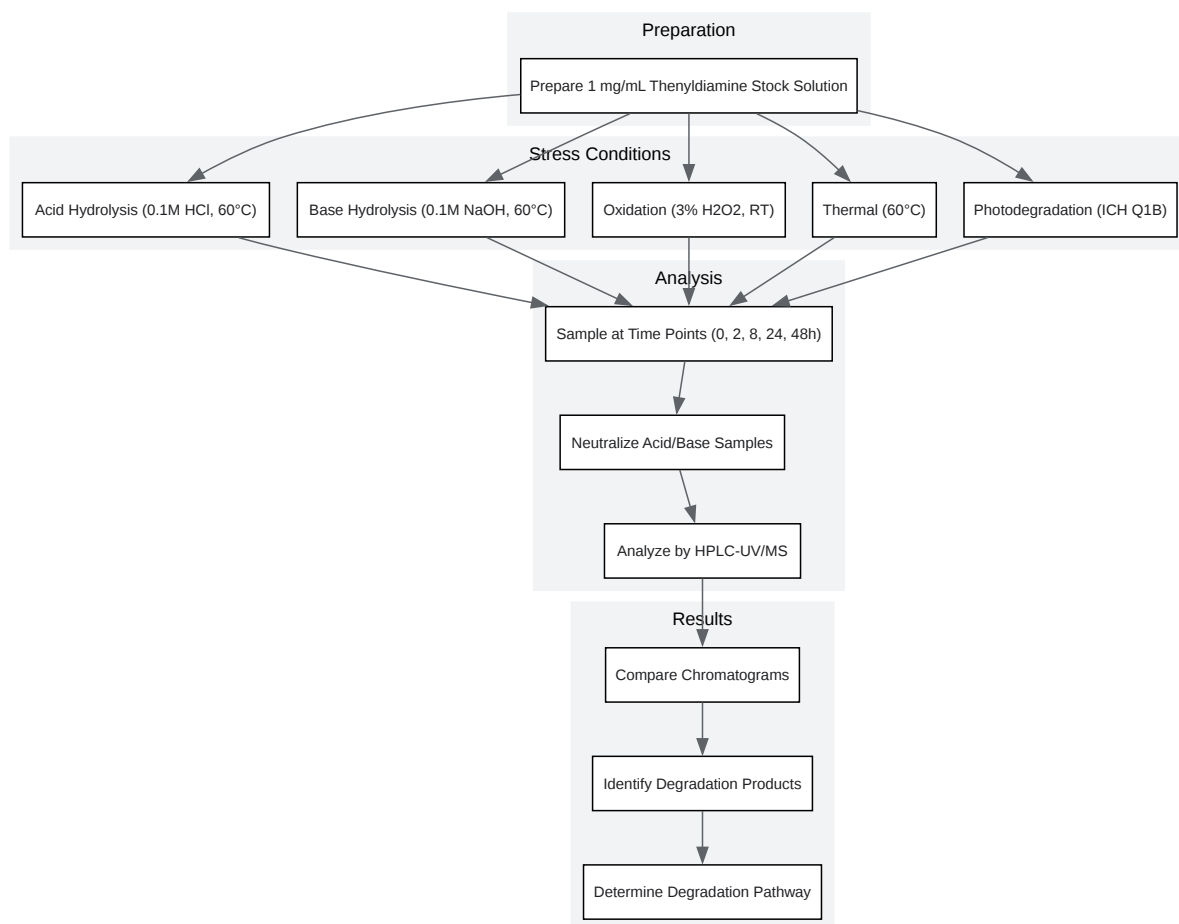 Preparation
Prepare 1 mg/mL Thenyldiamine Stock Solution
Stress Conditions
Acid Hydrolysis (0.1M HCl, 60°C)
Base Hydrolysis (0.1M NaOH, 60°C)
Oxidation (3% H2O2, RT)
Thermal (60°C)
Photodegradation (ICH Q1B)
Analysis
Sample at Time Points (0, 2, 8, 24, 48h)
Neutralize Acid/Base Samples
Analyze by HPLC-UV/MS
Results
Compare Chromatograms
Identify Degradation Products
Determine Degradation Pathway